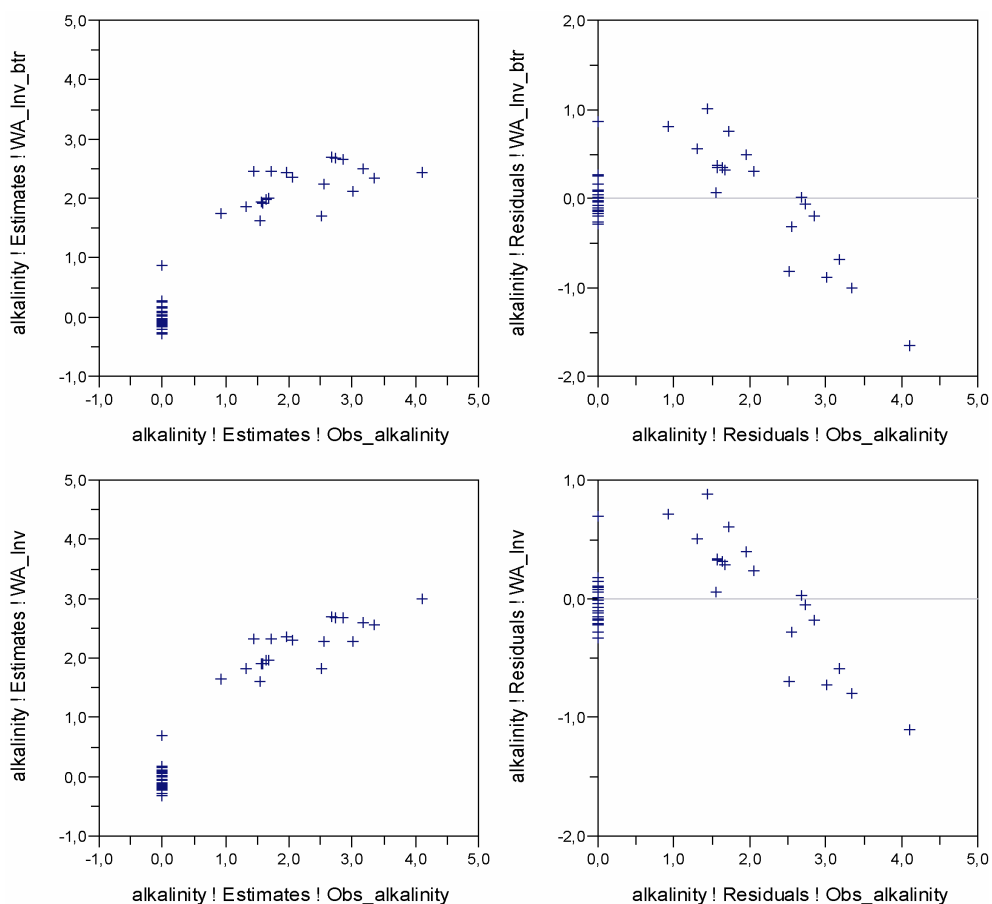 alkalinity ! Estimates ! WA_Inv_btr
5,0
4,0
3,0
2,0
1,0
0,0
-1,0
-1,0 0,0 1,0 2,0 3,0 4,0 5,0
alkalinity ! Estimates ! Obs_alkalinity
alkalinity ! Residuals ! WA_Inv_btr
2,0
1,0
0,0
-1,0
-2,0
0,0 1,0 2,0 3,0 4,0 5,0
alkalinity ! Residuals ! Obs_alkalinity
alkalinity ! Estimates ! WA_Inv
5,0
4,0
3,0
2,0
1,0
0,0
-1,0
-1,0 0,0 1,0 2,0 3,0 4,0 5,0
alkalinity ! Estimates ! Obs_alkalinity
alkalinity ! Residuals ! WA_Inv
1,0
0,0
-1,0
-2,0
0,0 1,0 2,0 3,0 4,0 5,0
alkalinity ! Residuals ! Obs_alkalinity